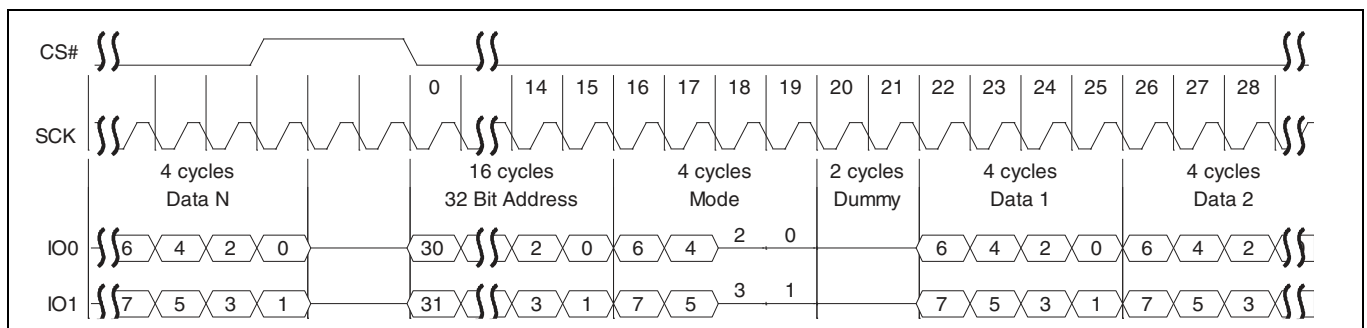 CS#
0 14 15 16 17 18 19 20 21 22 23 24 25 26 27 28
SCK
4 cycles 16 cycles 4 cycles 2 cycles 4 cycles 4 cycles
Data N 32 Bit Address Mode Dummy Data 1 Data 2
IO0 6 4 2 0 30 2 0 6 4 2 0 6 4 2 0 6 4 2
IO1 7 5 3 1 31 3 1 7 5 3 1 7 5 3 1 7 5 3